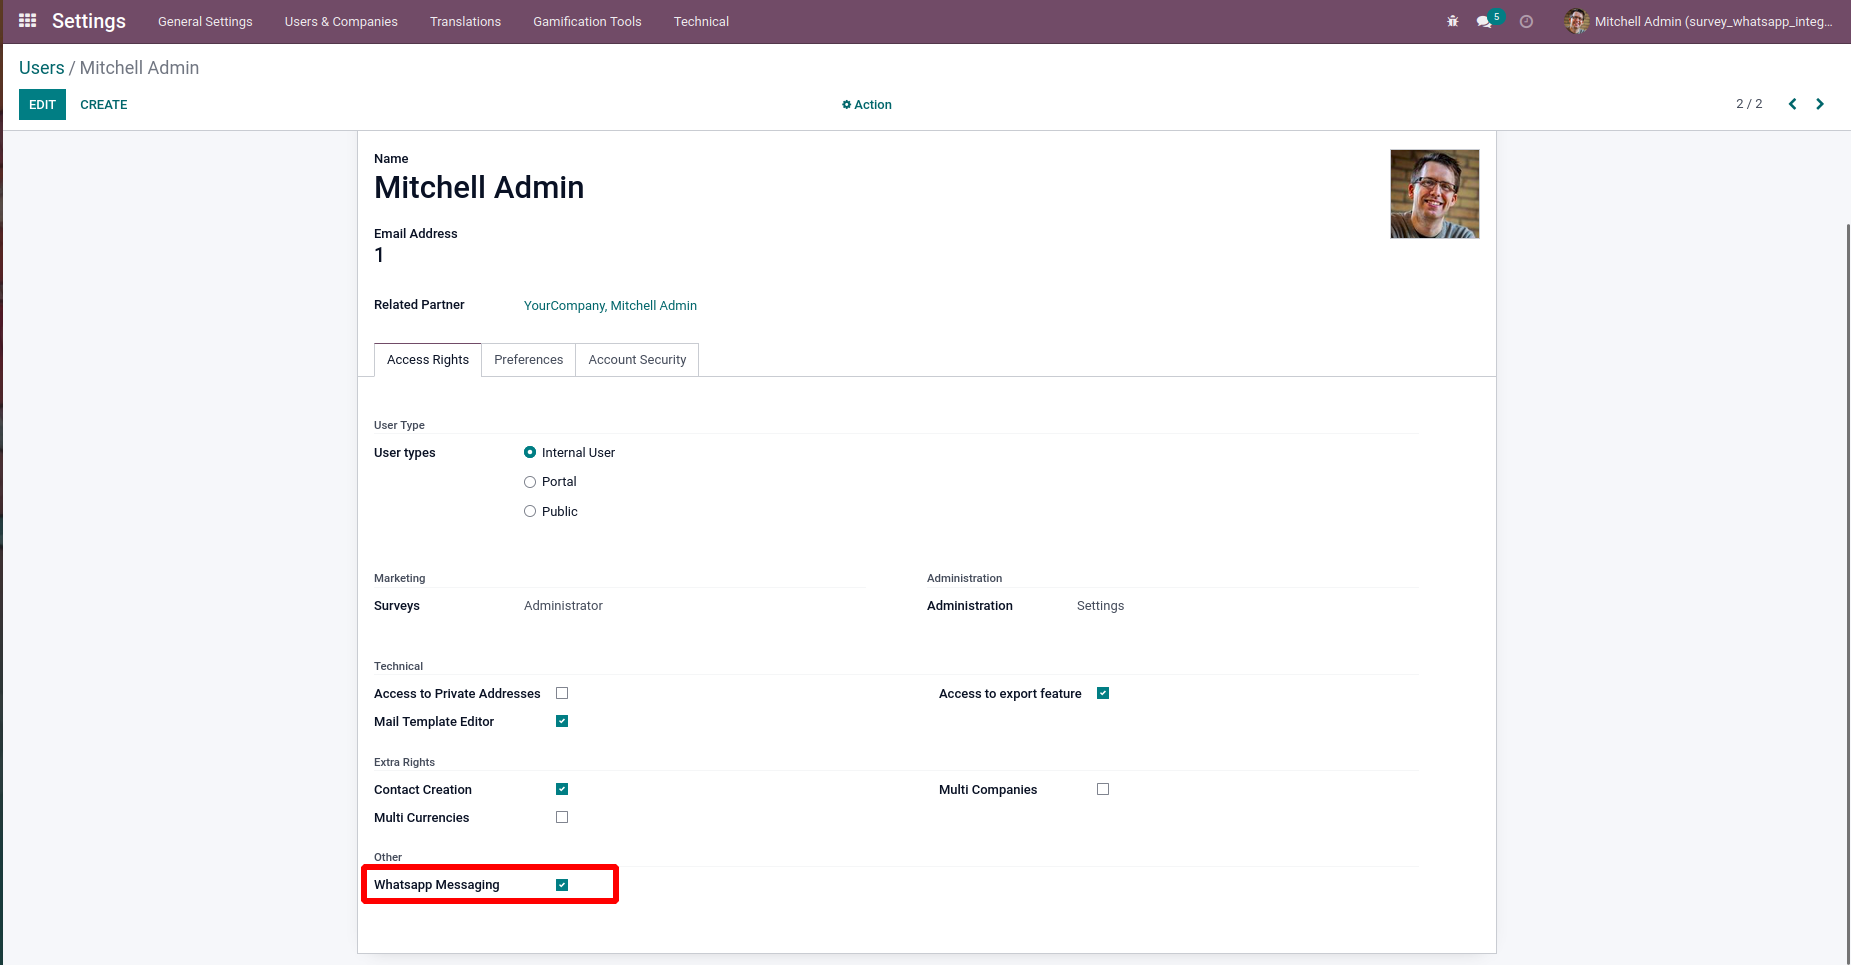 Settings General Settings Users & Companies Translations Gamification Tools Technical 5 Mitchell Admin (survey_whatsapp_integ...
Users / Mitchell Admin
EDIT CREATE Action 2 / 2
Name
Mitchell Admin
Email Address
1
Related Partner YourCompany, Mitchell Admin
Access Rights Preferences Account Security
User Type
User types Internal User
Portal
Public
Marketing Administration
Surveys Administrator Administration Settings
Technical
Access to Private Addresses Access to export feature
Mail Template Editor
Extra Rights
Contact Creation Multi Companies
Multi Currencies
Other
Whatsapp Messaging